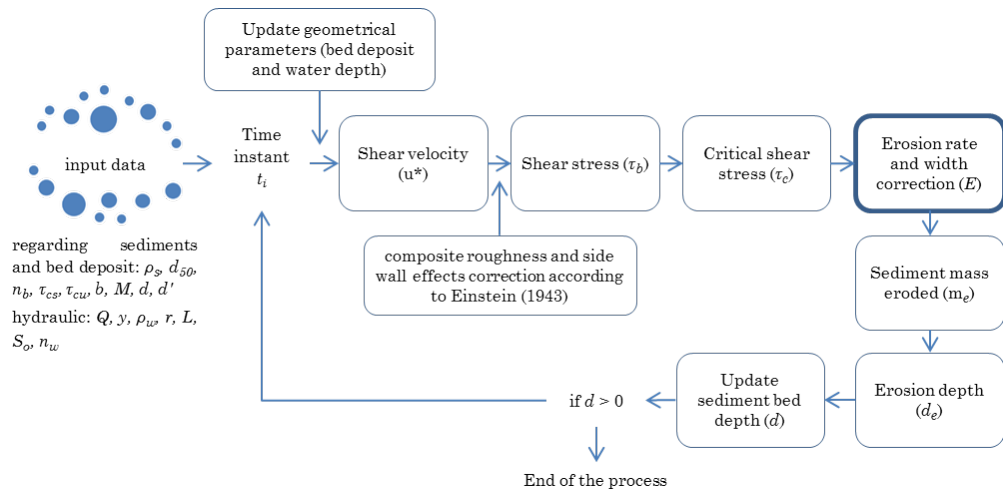 Update geometrical
parameters (bed deposit
and water depth)
input data
regarding sediments
and bed deposit: ρs, d50,
nb, τcs, τcu, b, M, d, d'
hydraulic: Q, y, ρw, r, L,
So, nw
Time
instant
ti
Shear velocity
(u*)
Shear stress (τb)
Critical shear
stress (τc)
Erosion rate
and width
correction (E)
composite roughness and side
wall effects correction according
to Einstein (1943)
Sediment mass
eroded (me)
Erosion depth
(de)
Update
sediment bed
depth (d)
if d > 0
End of the process